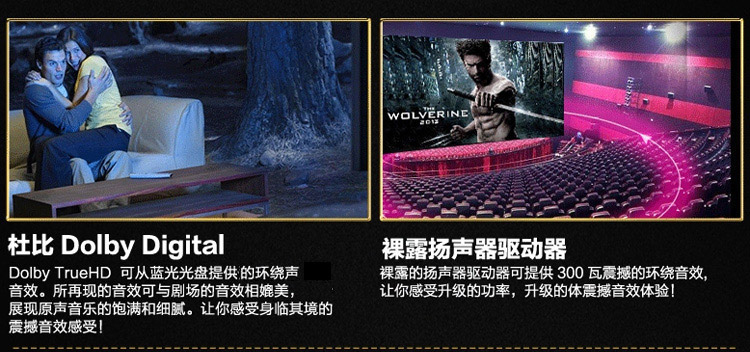 THE
WOLVERINE
2013
杜比 Dolby Digital
Dolby TrueHD 可从蓝光光盘提供的环绕声
音效。所再现的音效可与剧场的音效相媲美，
展现原声音乐的饱满和细腻。让你感受身临其境的
震撼音效感受！
裸露扬声器驱动器
裸露的扬声器驱动器可提供 300 瓦震撼的环绕音效，
让你感受升级的功率，升级的体震撼音效体验！